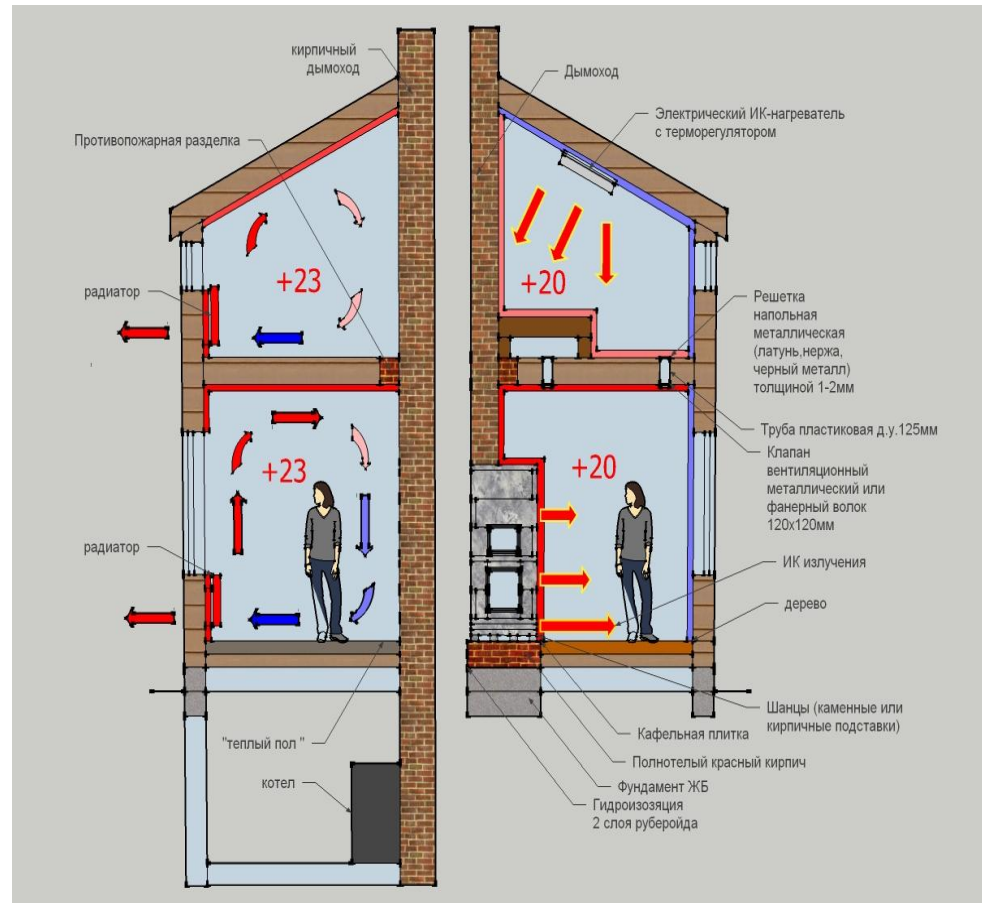 кирпичный
дымоход
Противопожарная разделка
+23
радиатор
+23
радиатор
"теплый пол "
котел
Дымоход
Электрический ИК-нагреватель
с терморегулятором
+20
Решетка
напольная
металлическая
(латунь,нержа,
черный металл)
толщиной 1-2мм
Труба пластиковая д.у.125мм
Клапан
вентиляционный
металлический или
фанерный волок
120х120мм
+20
ИК излучения
дерево
Шанцы (каменные или
кирпичные подставки)
Кафельная плитка
Полнотелый красный кирпич
Фундамент ЖБ
Гидроизояция
2 слоя руберойда